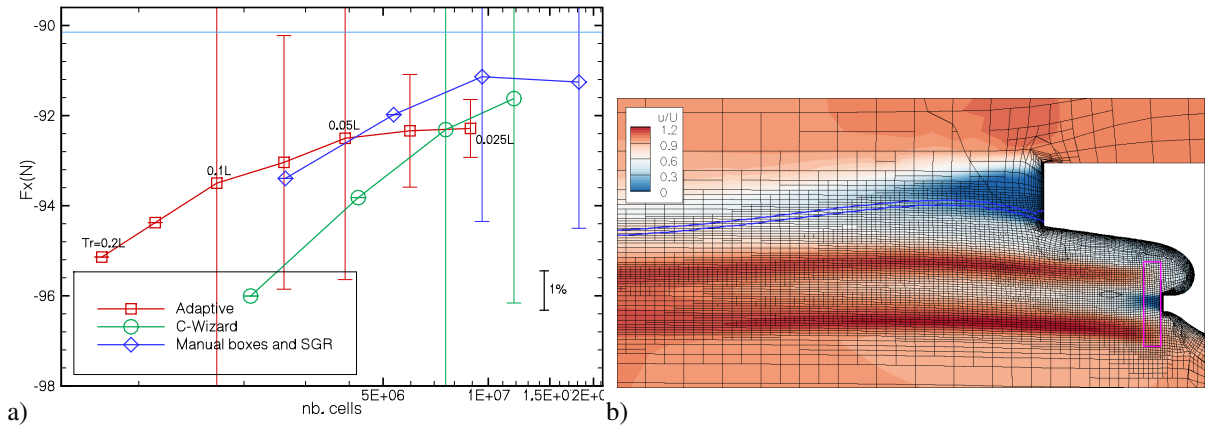 -90
-92
-94
-96
-98
Fx(N)
Tr=0.2L
0.1L
0.05L
0.025L
1%
Adaptive
C-Wizard
Manual boxes and SGR
5E+06
1E+07
1.5E+07
nb. cells
a)
u/U
1.2
0.9
0.6
0.3
0
b)